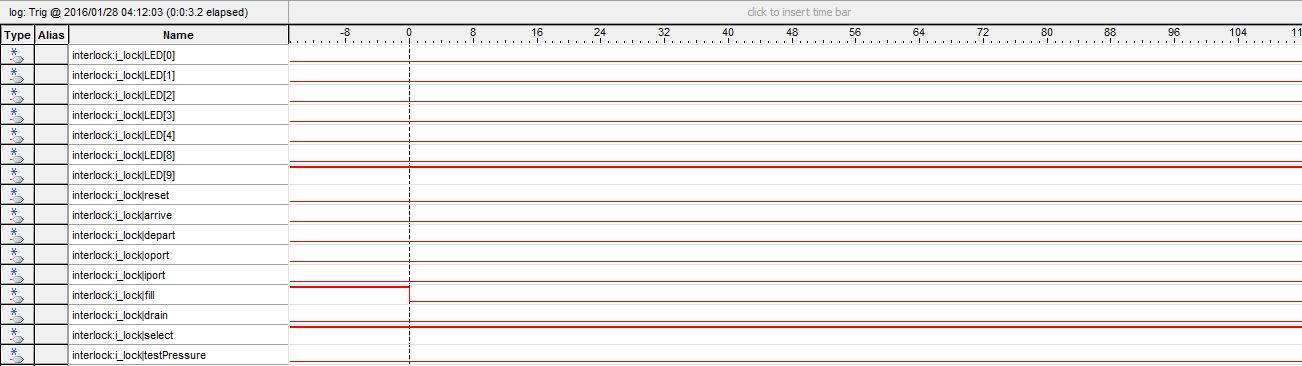 log: Trig @ 2016/01/28 04:12:03 (0:0:3.2 elapsed)
click to insert time bar
Type Alias Name
-8 0 8 16 24 32 40 48 56 64 72 80 88 96 104 11
interlock:i_lock|LED[0]
interlock:i_lock|LED[1]
interlock:i_lock|LED[2]
interlock:i_lock|LED[3]
interlock:i_lock|LED[4]
interlock:i_lock|LED[8]
interlock:i_lock|LED[9]
interlock:i_lock|reset
interlock:i_lock|arrive
interlock:i_lock|depart
interlock:i_lock|oport
interlock:i_lock|iport
interlock:i_lock|fill
interlock:i_lock|drain
interlock:i_lock|select
interlock:i_lock|testPressure